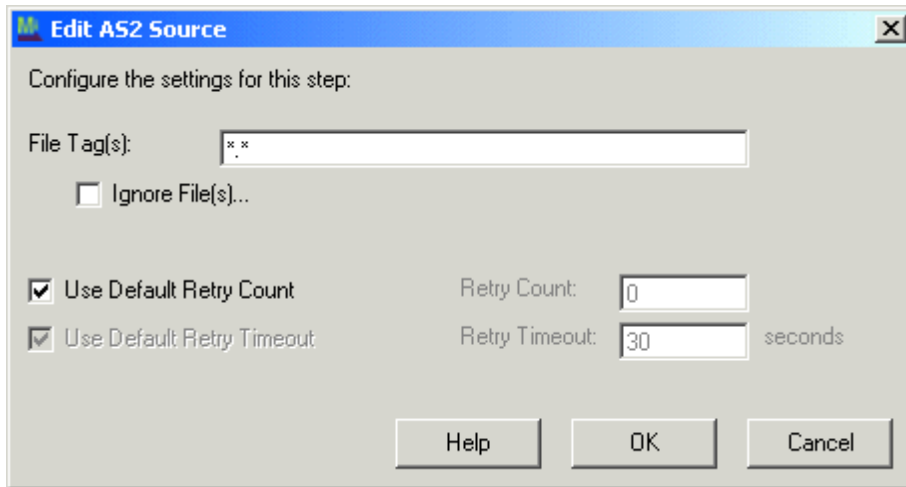 Edit AS2 Source
Configure the settings for this step:
File Tag(s): *.*
Ignore File(s)...
Use Default Retry Count Retry Count: 0
Use Default Retry Timeout Retry Timeout: 30 seconds
Help OK Cancel